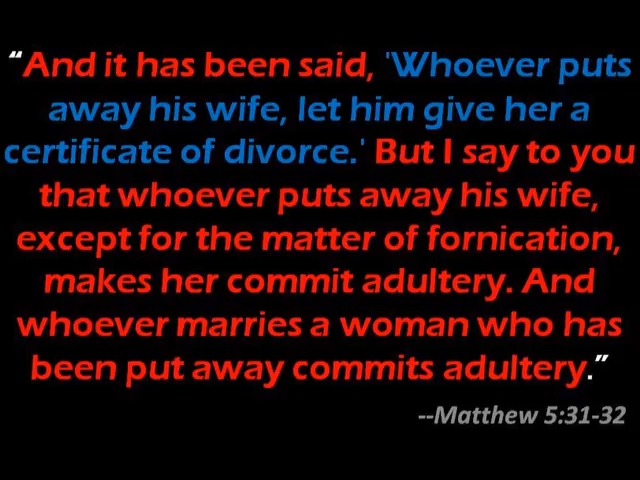 “And it has been said, 'Whoever puts
away his wife, let him give her a
certificate of divorce.' But I say to you
that whoever puts away his wife,
except for the matter of fornication,
makes her commit adultery. And
whoever marries a woman who has
been put away commits adultery.”
--Matthew 5:31-32